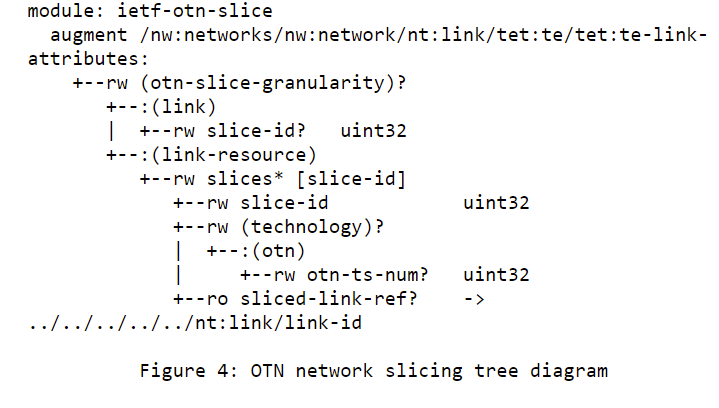 module: ietf-otn-slice
  augment /nw:networks/nw:network/nt:link/tet:te/tet:te-link-
attributes:
    +--rw (otn-slice-granularity)?
       +--:(link)
       |  +--rw slice-id?   uint32
       +--:(link-resource)
          +--rw slices* [slice-id]
             +--rw slice-id            uint32
             +--rw (technology)?
             |  +--:(otn)
             |     +--rw otn-ts-num?   uint32
             +--ro sliced-link-ref?    ->
../../../../../nt:link/link-id
          Figure 4: OTN network slicing tree diagram